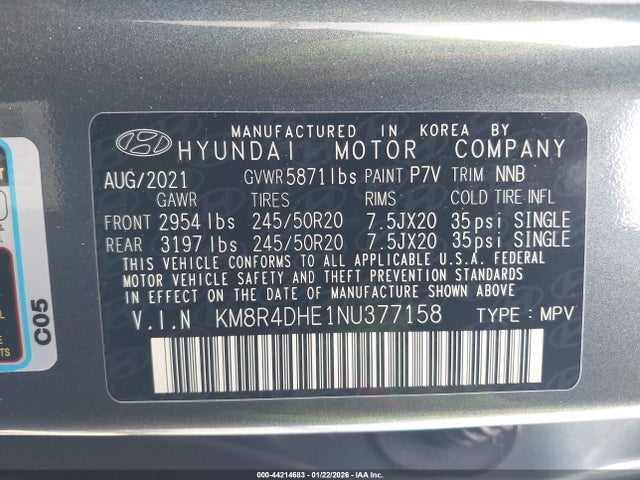 MANUFACTURED IN KOREA BY
HYUNDAI MOTOR COMPANY
AUG/2021 GVWR 5871lbs PAINT P7V TRIM NNB
GAWR TIRES RIMS COLD TIRE INFL
FRONT 2954 lbs 245/50R20 7.5JX20 35psi SINGLE
REAR 3197 lbs 245/50R20 7.5JX20 35psi SINGLE
THIS VEHICLE CONFORMS TO ALL APPLICABLE U.S.A. FEDERAL
MOTOR VEHICLE SAFETY AND THEFT PREVENTION STANDARDS
IN EFFECT ON THE DATE OF MANUFACTURE SHOWN ABOVE
V.I.N KM8R4DHE1NU377158 TYPE : MPV
C05
000-44214683 - 01/22/2026 - IAA Inc.